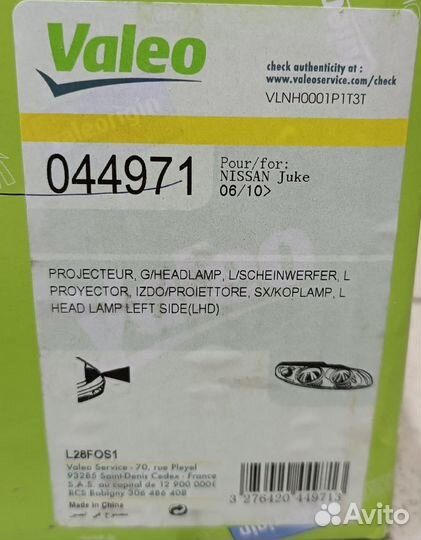 Valeo
check authenticity at :
www.valeoservice.com/check
VLNH0001P1T3T
044971
Pour/for:
NISSAN Juke
06/10>
PROJECTEUR, G/HEADLAMP, L/SCHEINWERFER, L
PROYECTOR, IZDO/PROIETTORE, SX/KOPLAMP, L
HEAD LAMP LEFT SIDE(LHD)
L28FOS1
Valeo Service - 70, rue Pleyel
93285 Saint-Denis Cedex - France
S.A.S. au capital de 12 900 000€
RCS Bobigny 306 486 408
Made in China
صنع في الصين
3 276420 449713
Avito